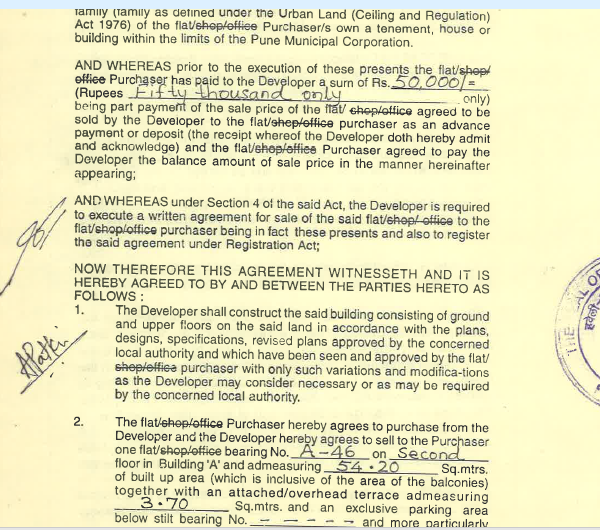 family (family as defined under the Urban Land (Ceiling and Regulation)
Act 1976) of the flat/shop/office Purchaser/s own a tenement, house or
building within the limits of the Pune Municipal Corporation.
AND WHEREAS prior to the execution of these presents the flat/shop/
office Purchaser has paid to the Developer a sum of Rs. 50,000/=
(Rupees Fifty thousand only only)
being part payment of the sale price of the flat/ shop/office agreed to be
sold by the Developer to the flat/shop/office purchaser as an advance
payment or deposit (the receipt whereof the Developer doth hereby admit
and acknowledge) and the flat/shop/office Purchaser agreed to pay the
Developer the balance amount of sale price in the manner hereinafter
appearing;
AND WHEREAS under Section 4 of the said Act, the Developer is required
to execute a written agreement for sale of the said flat/shop/ office to the
flat/shop/office purchaser being in fact these presents and also to register
the said agreement under Registration Act;
NOW THEREFORE THIS AGREEMENT WITNESSETH AND IT IS
HEREBY AGREED TO BY AND BETWEEN THE PARTIES HERETO AS
FOLLOWS :
1. The Developer shall construct the said building consisting of ground
and upper floors on the said land in accordance with the plans,
designs, specifications, revised plans approved by the concerned
local authority and which have been seen and approved by the flat/
shop/office purchaser with only such variations and modifica-tions
as the Developer may consider necessary or as may be required
by the concerned local authority.
2. The flat/shop/office Purchaser hereby agrees to purchase from the
Developer and the Developer hereby agrees to sell to the Purchaser
one flat/shop/office bearing No. A-46 on Second
floor in Building 'A' and admeasuring 54.20 Sq.mtrs.
of built up area (which is inclusive of the area of the balconies)
together with an attached/overhead terrace admeasuring
3.70 Sq.mtrs. and an exclusive parking area
below stilt bearing No. - - - - - - and more particularly
THE SEAL OF